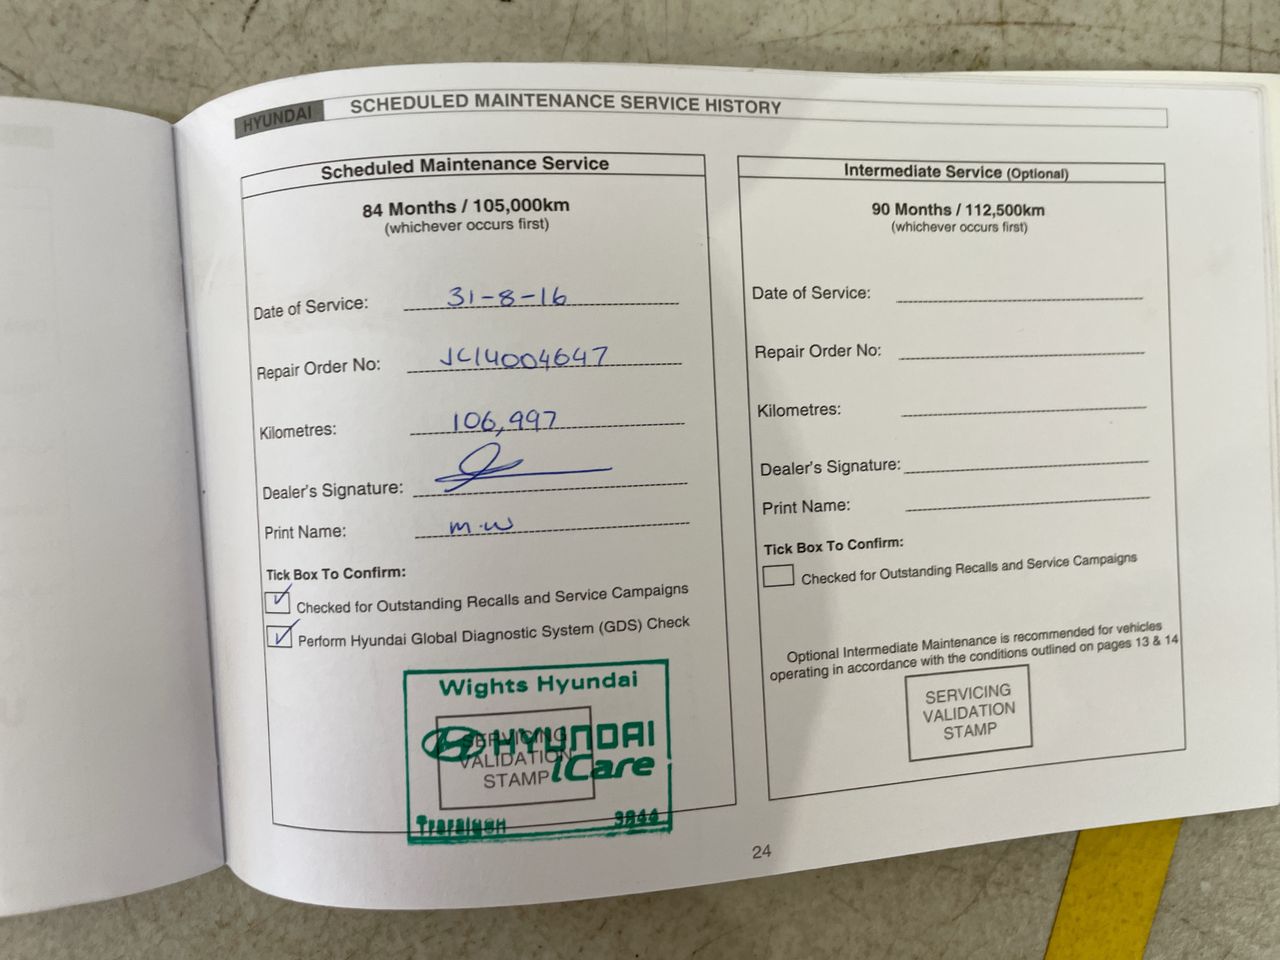 HYUNDAI SCHEDULED MAINTENANCE SERVICE HISTORY
Scheduled Maintenance Service
84 Months / 105,000km
(whichever occurs first)
Date of Service: 31-8-16
Repair Order No: JC14004647
Kilometres: 106,997
Dealer's Signature:
Print Name: M.W
Tick Box To Confirm:
Checked for Outstanding Recalls and Service Campaigns
Perform Hyundai Global Diagnostic System (GDS) Check
Wights Hyundai
HYUNDAI
iCare
SERVICING
VALIDATION
STAMP
Traralgon 3844
Intermediate Service (Optional)
90 Months / 112,500km
(whichever occurs first)
Date of Service:
Repair Order No:
Kilometres:
Dealer's Signature:
Print Name:
Tick Box To Confirm:
Checked for Outstanding Recalls and Service Campaigns
Optional Intermediate Maintenance is recommended for vehicles
operating in accordance with the conditions outlined on pages 13 & 14
SERVICING
VALIDATION
STAMP
24